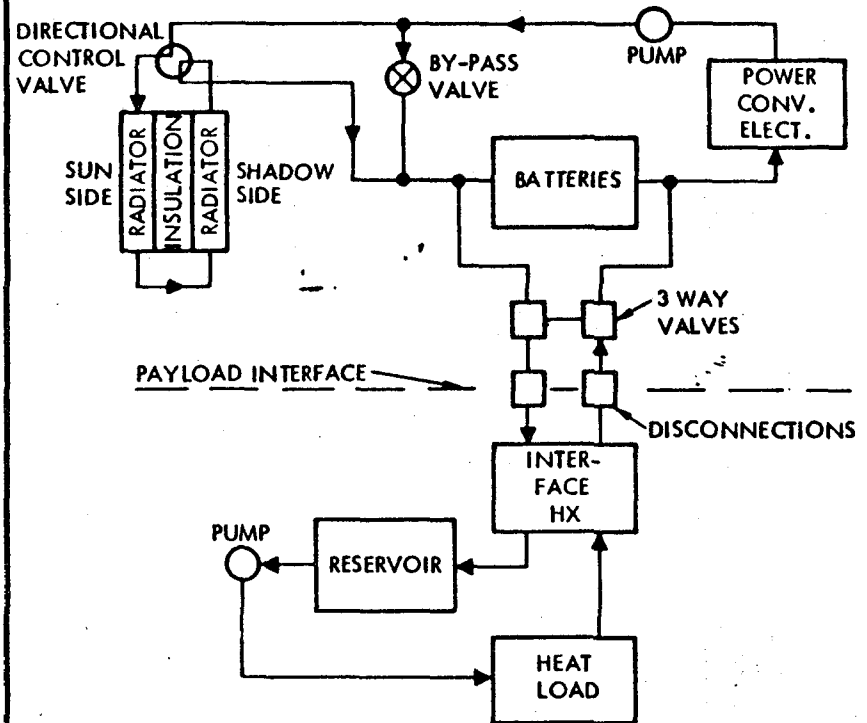 DIRECTIONAL
CONTROL
VALVE
BY-PASS
VALVE
PUMP
POWER
CONV.
ELECT.
SUN
SIDE
RADIATOR
INSULATION
RADIATOR
SHADOW
SIDE
BATTERIES
3 WAY
VALVES
PAYLOAD INTERFACE
DISCONNECTIONS
INTER-
FACE
HX
PUMP
RESERVOIR
HEAT
LOAD